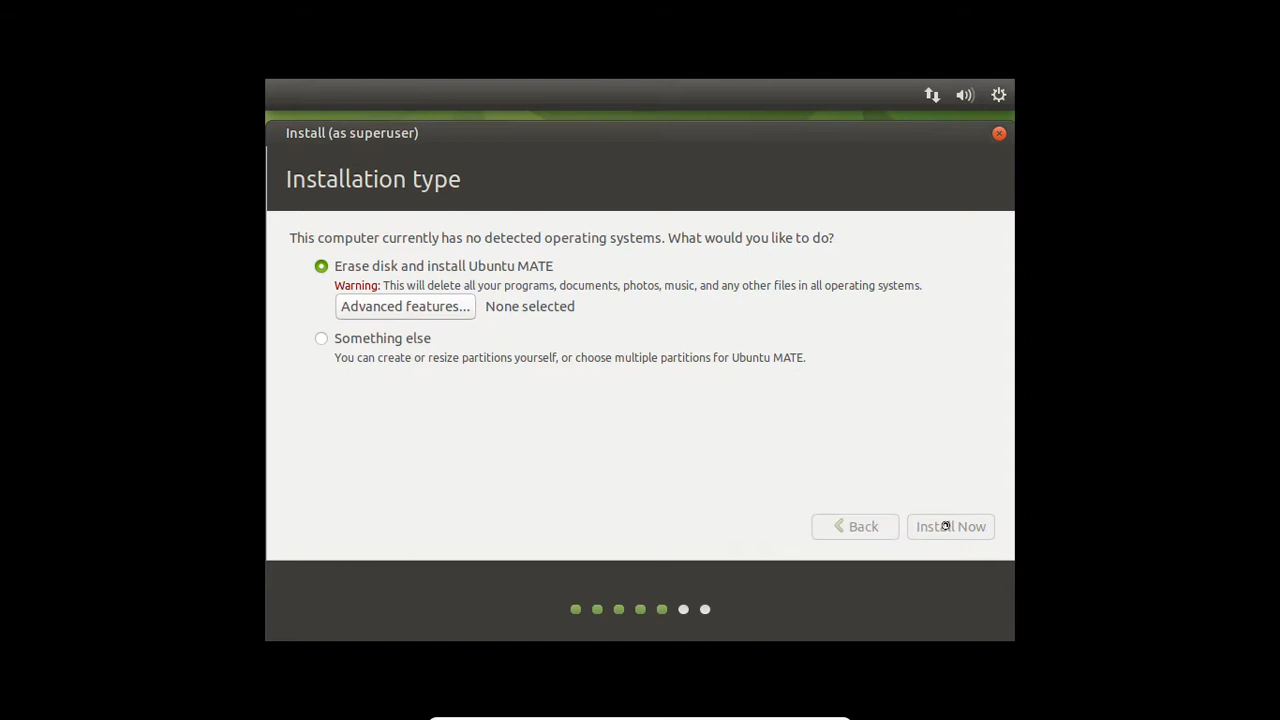 Install (as superuser)
Installation type
This computer currently has no detected operating systems. What would you like to do?
Erase disk and install Ubuntu MATE
Warning: This will delete all your programs, documents, photos, music, and any other files in all operating systems.
Advanced features... None selected
Something else
You can create or resize partitions yourself, or choose multiple partitions for Ubuntu MATE.
Back Install Now